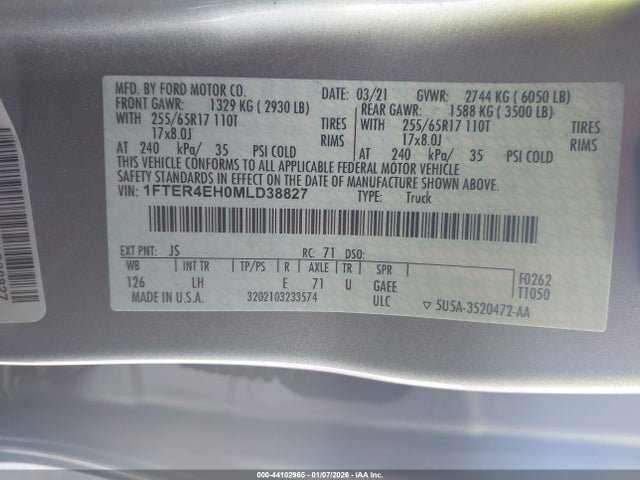 MFD. BY FORD MOTOR CO. 03/21 GVWR: 2744 KG ( 6050 LB)
FRONT GAWR: 1329 KG ( 2930 LB) REAR GAWR: 1588 KG ( 3500 LB)
WITH 255/65R17 110T TIRES WITH 255/65R17 110T TIRES
17x8.0J RIMS 17x8.0J RIMS
AT 240 kPa/ 35 PSI COLD AT 240 kPa/ 35 PSI COLD
THIS VEHICLE CONFORMS TO ALL APPLICABLE FEDERAL MOTOR VEHICLE
SAFETY STANDARDS IN EFFECT ON THE DATE OF MANUFACTURE SHOWN ABOVE.
VIN: 1FTER4EH0MLD38827 TYPE: Truck
EXT PNT: JS RC: 71 DSO:
WB INT TR TP/PS R AXLE TR SPR F0262
126 LH E 71 U GAEE T1050
MADE IN U.S.A. 3202103233574 ULC ▽ 5U5A-3520472-AA
000-44102965 | 01/07/2026 - IAA Inc.